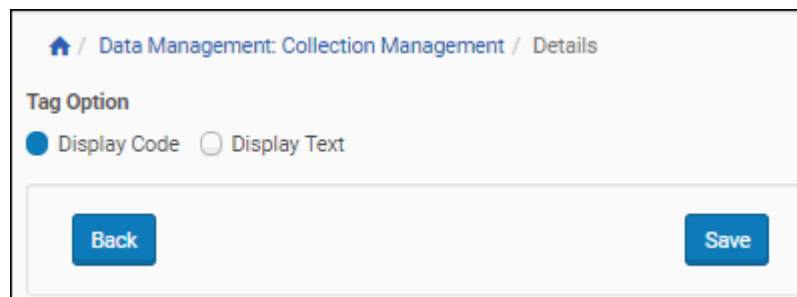 / Data Management: Collection Management / Details
Tag Option
Display Code Display Text
Back Save